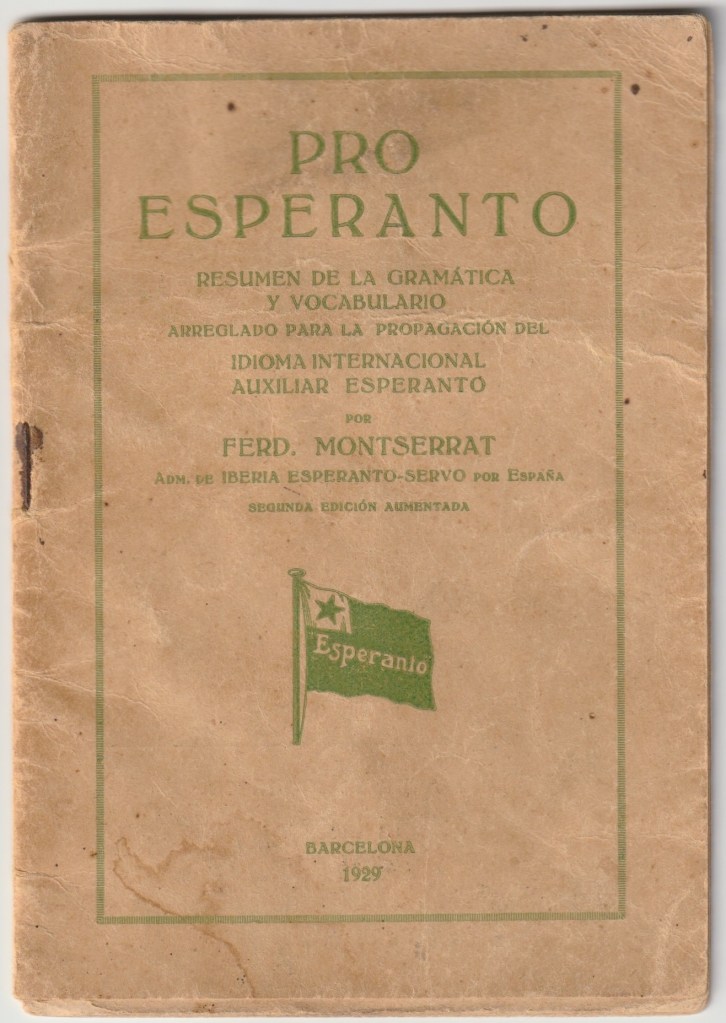 PRO
ESPERANTO
RESUMEN DE LA GRAMÁTICA
Y VOCABULARIO
ARREGLADO PARA LA PROPAGACIÓN DEL
IDIOMA INTERNACIONAL
AUXILIAR ESPERANTO
POR
FERD. MONTSERRAT
ADM. DE IBERIA ESPERANTO-SERVO POR ESPAÑA
SEGUNDA EDICIÓN AUMENTADA
"Esperanto"
BARCELONA
1929